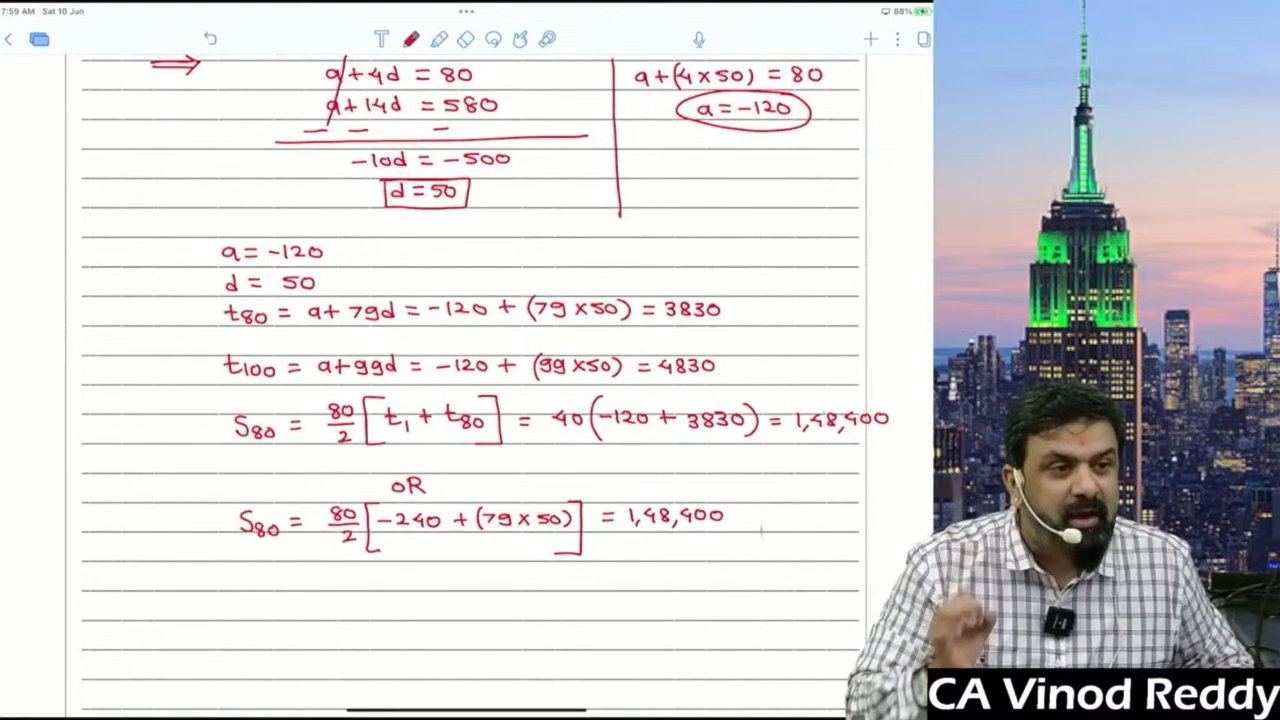 7:59 AM Sat 10 Jun
88%
⇒ a + 4d = 80
a + 14d = 580
-10d = -500
d = 50
a + (4 × 50) = 80
a = -120
a = -120
d = 50
t80 = a + 79d = -120 + (79 × 50) = 3830
t100 = a + 99d = -120 + (99 × 50) = 4830
S80 = 80/2 [t1 + t80] = 40(-120 + 3830) = 1,48,400
OR
S80 = 80/2 [-240 + (79 × 50)] = 1,48,400
CA Vinod Reddy